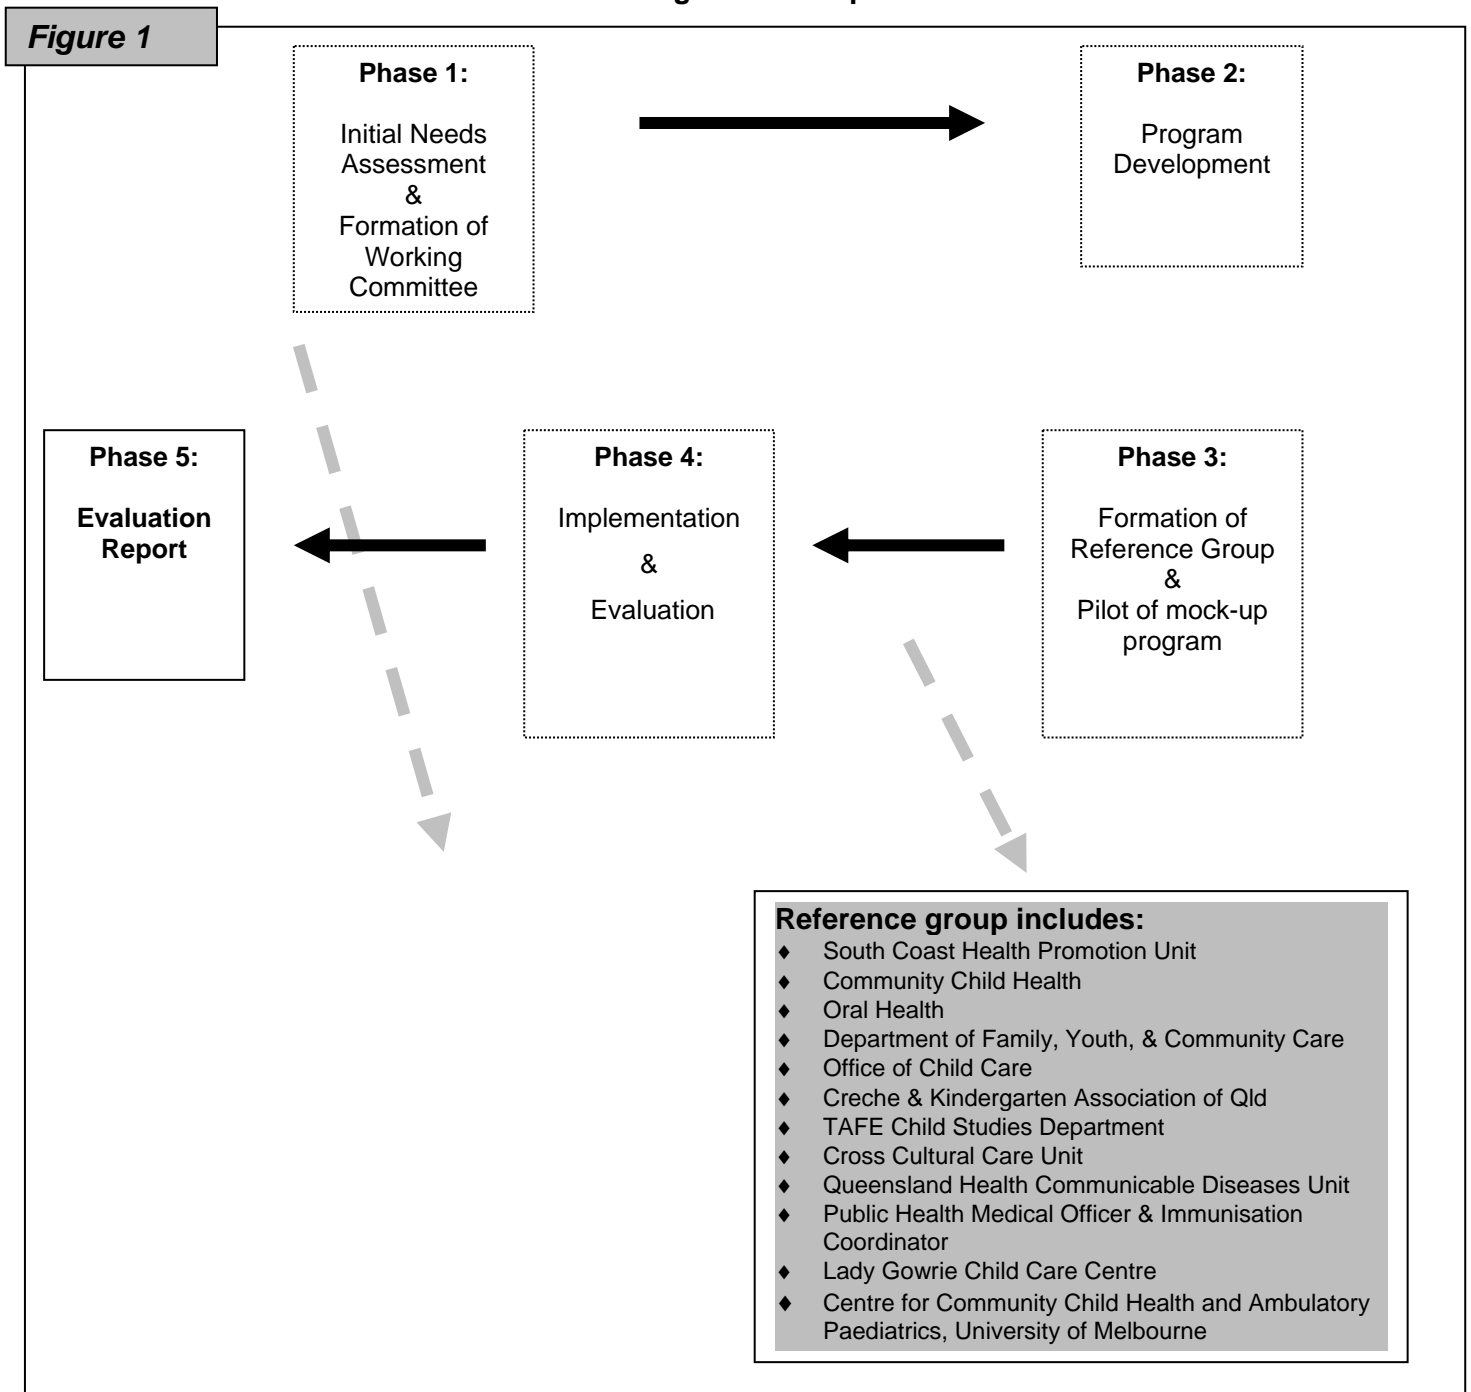 Figure 1
Phase 1:
Initial Needs
Assessment
&
Formation of
Working
Committee
Phase 2:
Program
Development
Phase 5:
Evaluation
Report
Phase 4:
Implementation
&
Evaluation
Phase 3:
Formation of
Reference Group
&
Pilot of mock-up
program
Reference group includes:
♦ South Coast Health Promotion Unit
♦ Community Child Health
♦ Oral Health
♦ Department of Family, Youth, & Community Care
♦ Office of Child Care
♦ Creche & Kindergarten Association of Qld
♦ TAFE Child Studies Department
♦ Cross Cultural Care Unit
♦ Queensland Health Communicable Diseases Unit
♦ Public Health Medical Officer & Immunisation
Coordinator
♦ Lady Gowrie Child Care Centre
♦ Centre for Community Child Health and Ambulatory
Paediatrics, University of Melbourne